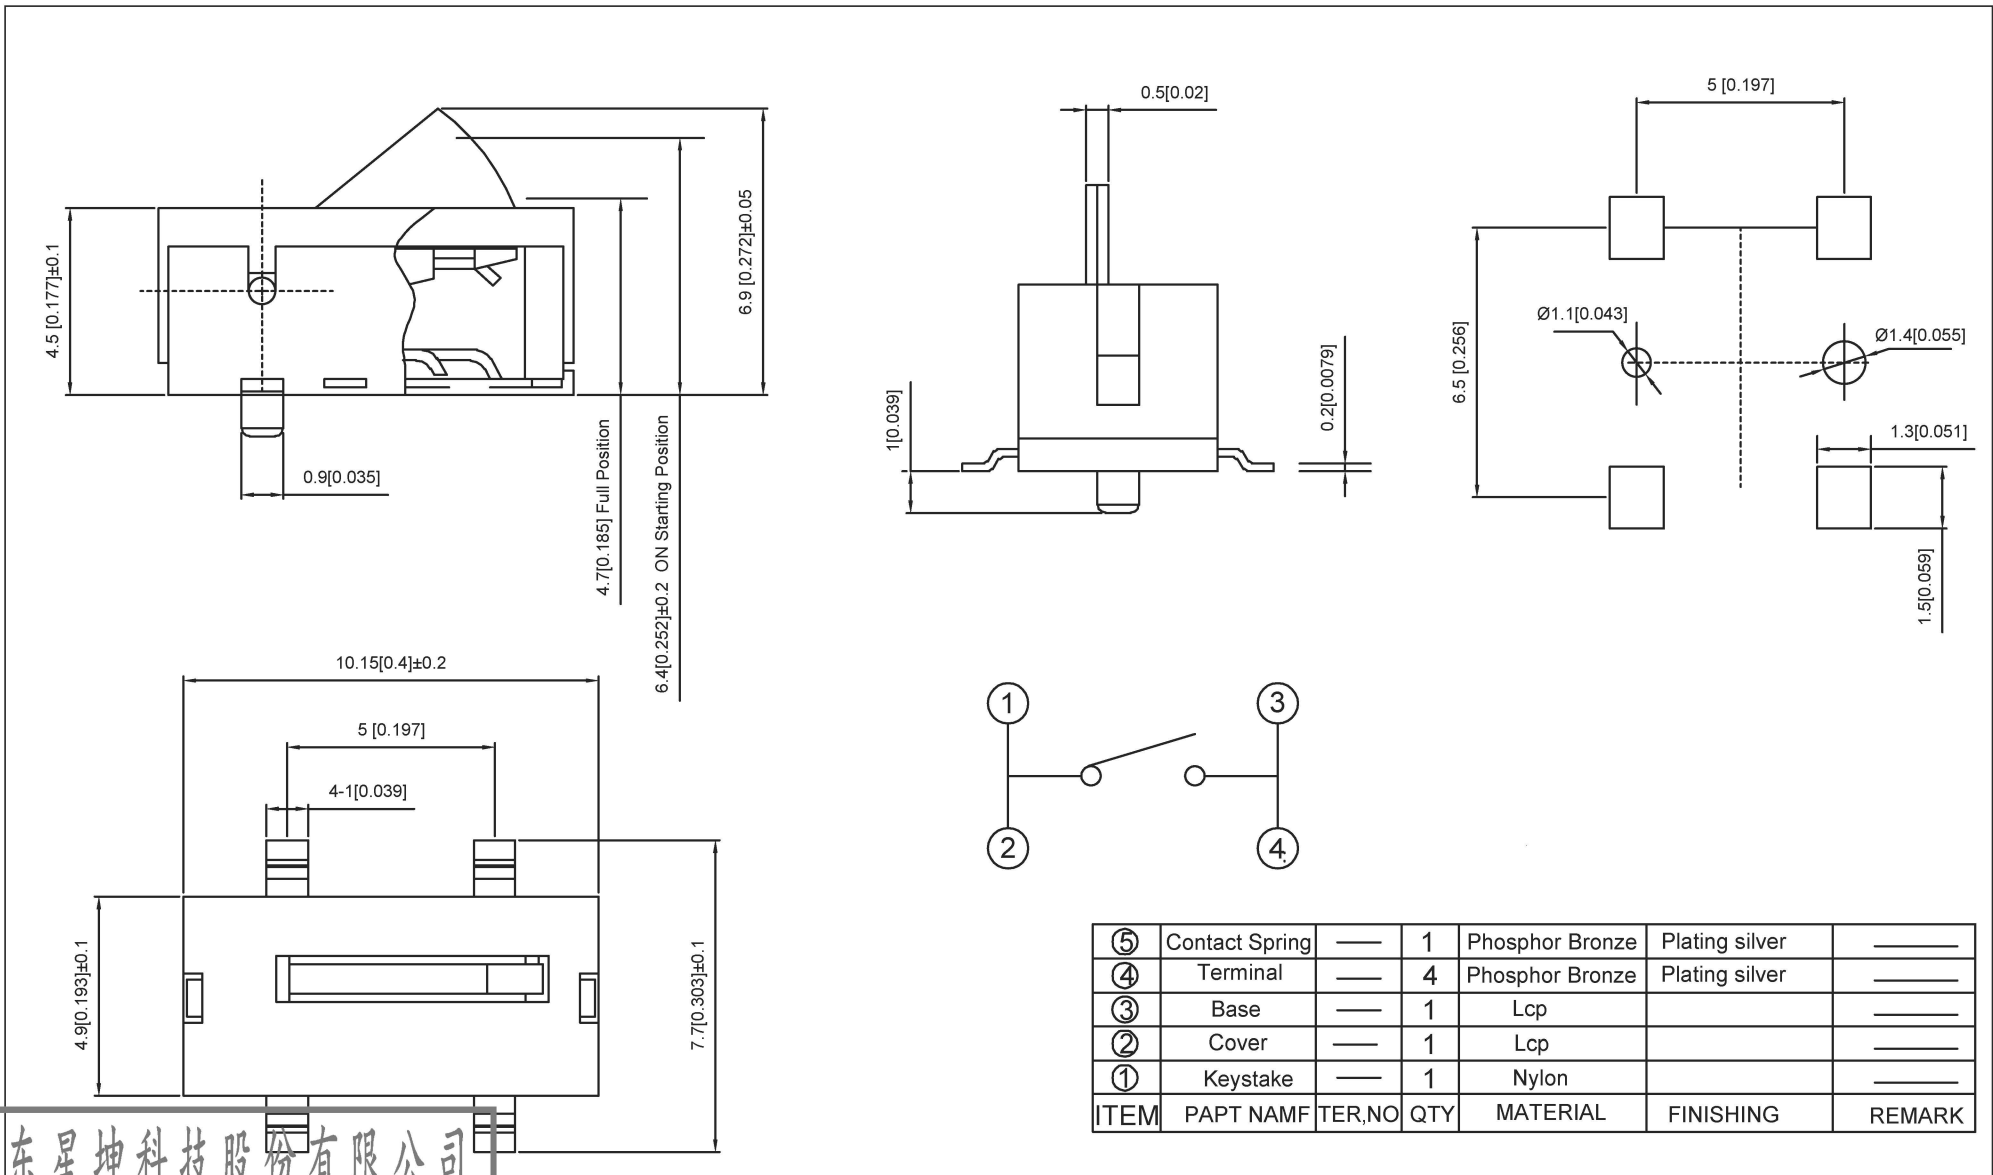 0.5[0.02]
5 [0.197]
4.5 [0.177]±0.1
6.9 [0.272]±0.05
0.9[0.035]
4.7[0.185] Full Position
6.4[0.252]±0.2 ON Starting Position
1[0.039]
0.2[0.0079]
6.5 [0.256]
Ø1.1[0.043]
Ø1.4[0.055]
1.3[0.051]
1.5[0.059]
10.15[0.4]±0.2
5 [0.197]
4-1[0.039]
4.9[0.193]±0.1
7.7[0.303]±0.1
1 3
2 4
⑤ Contact Spring — 1 Phosphor Bronze Plating silver —
④ Terminal — 4 Phosphor Bronze Plating silver —
③ Base — 1 Lcp —
② Cover — 1 Lcp —
① Keystake — 1 Nylon —
ITEM PAPT NAMF TER,NO QTY MATERIAL FINISHING REMARK
东星坤科技股份有限公司